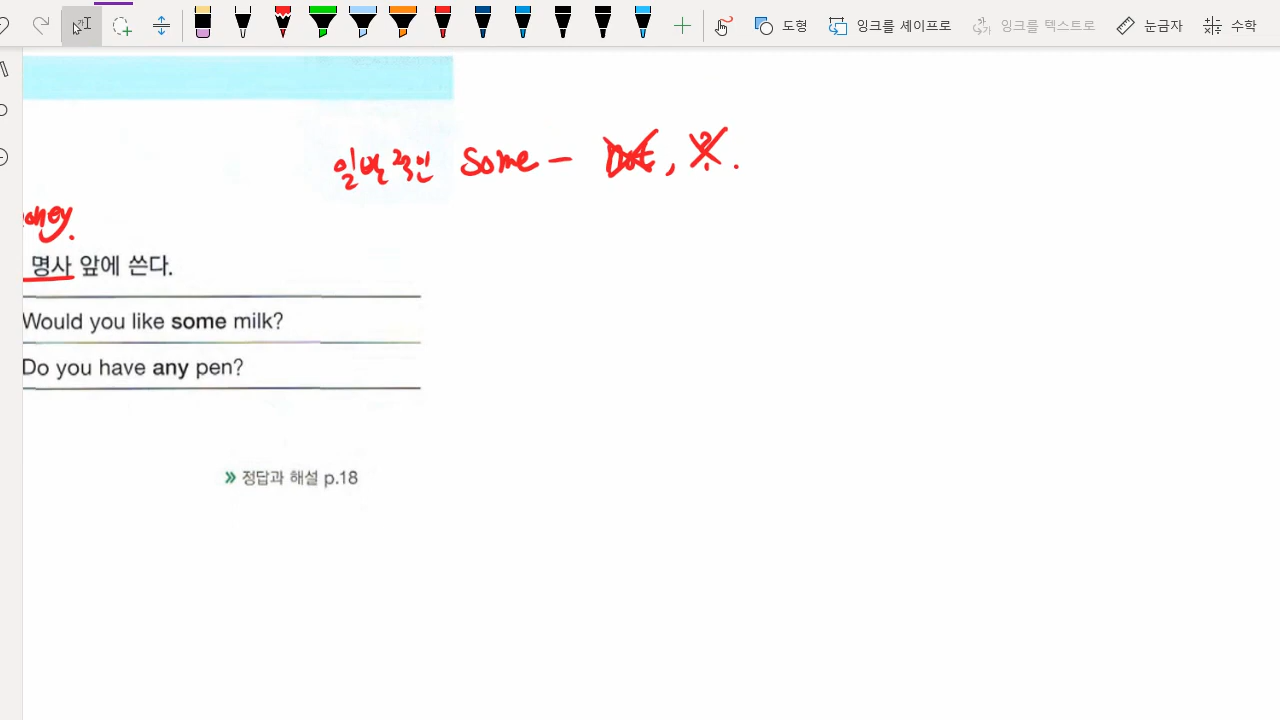 도형
잉크를 셰이프로
잉크를 텍스트로
눈금자
수학
일반적인 Some - not, ?.
oney.
명사 앞에 쓴다.
Would you like some milk?
Do you have any pen?
» 정답과 해설 p.18